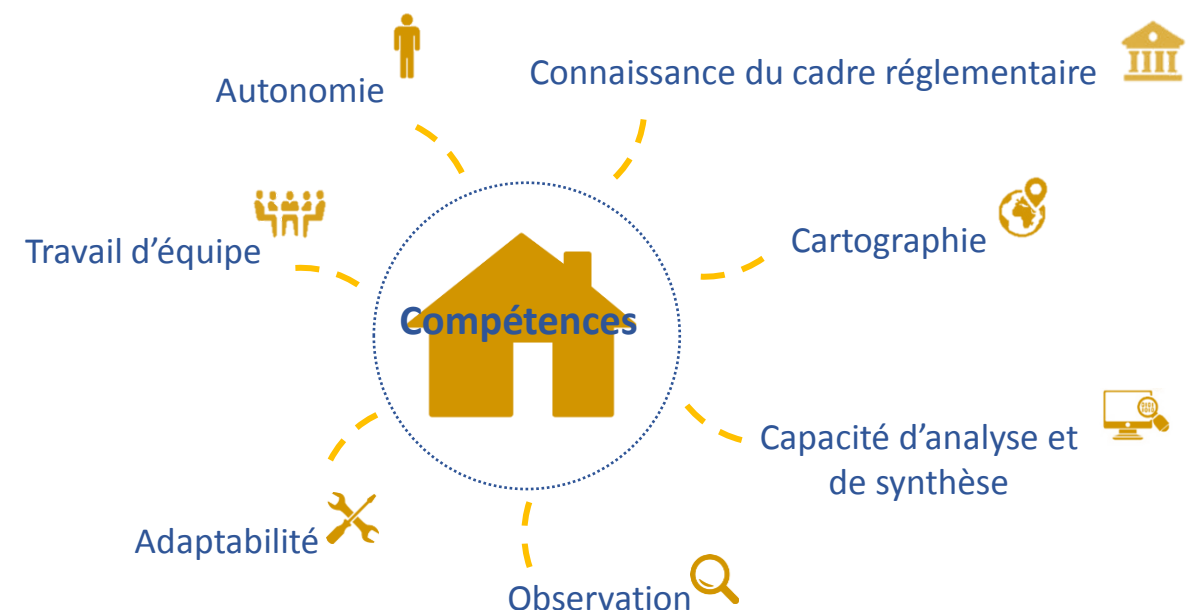 Autonomie
Connaissance du cadre réglementaire
Travail d’équipe
Cartographie
Compétences
Capacité d’analyse et
de synthèse
Adaptabilité
Observation